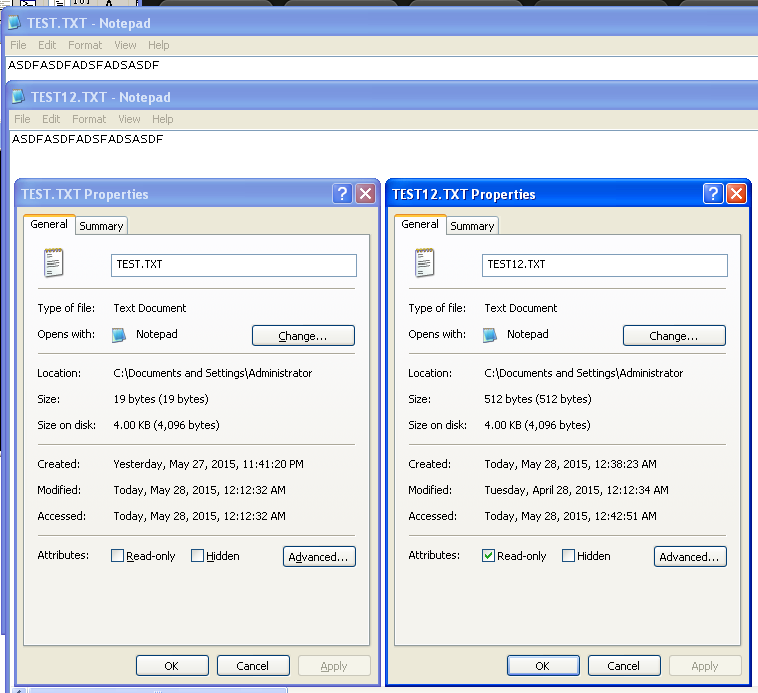 TEST.TXT - Notepad
File Edit Format View Help
ASDFASDFADSFADSASDF
TEST12.TXT - Notepad
File Edit Format View Help
ASDFASDFADSFADSASDF
TEST.TXT Properties
General Summary
TEST.TXT
Type of file: Text Document
Opens with: Notepad Change...
Location: C:\Documents and Settings\Administrator
Size: 19 bytes (19 bytes)
Size on disk: 4.00 KB (4,096 bytes)
Created: Yesterday, May 27, 2015, 11:41:20 PM
Modified: Today, May 28, 2015, 12:12:32 AM
Accessed: Today, May 28, 2015, 12:12:32 AM
Attributes: Read-only Hidden Advanced...
OK Cancel Apply
TEST12.TXT Properties
General Summary
TEST12.TXT
Type of file: Text Document
Opens with: Notepad Change...
Location: C:\Documents and Settings\Administrator
Size: 512 bytes (512 bytes)
Size on disk: 4.00 KB (4,096 bytes)
Created: Today, May 28, 2015, 12:38:23 AM
Modified: Tuesday, April 28, 2015, 12:12:34 AM
Accessed: Today, May 28, 2015, 12:42:51 AM
Attributes: Read-only Hidden Advanced...
OK Cancel Apply